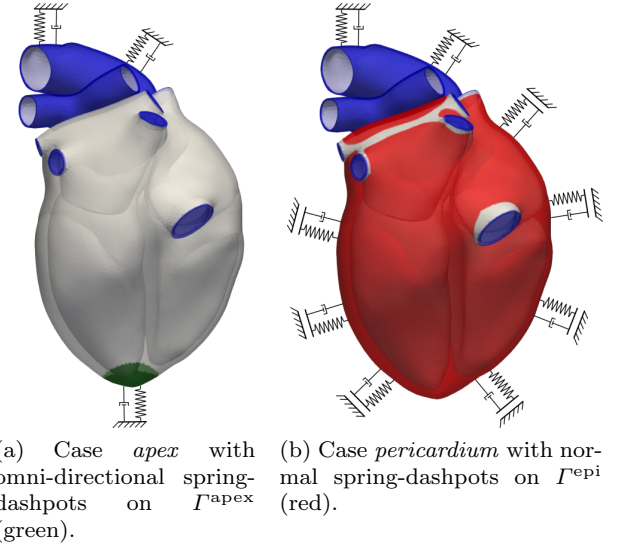 (a) Case apex with
omni-directional spring-
dashpots on Γapex
(green).
(b) Case pericardium with nor-
mal spring-dashpots on Γepi
(red).